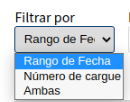 Filtrar por
Rango de Fe
Rango de Fecha
Número de cargue
Ambas